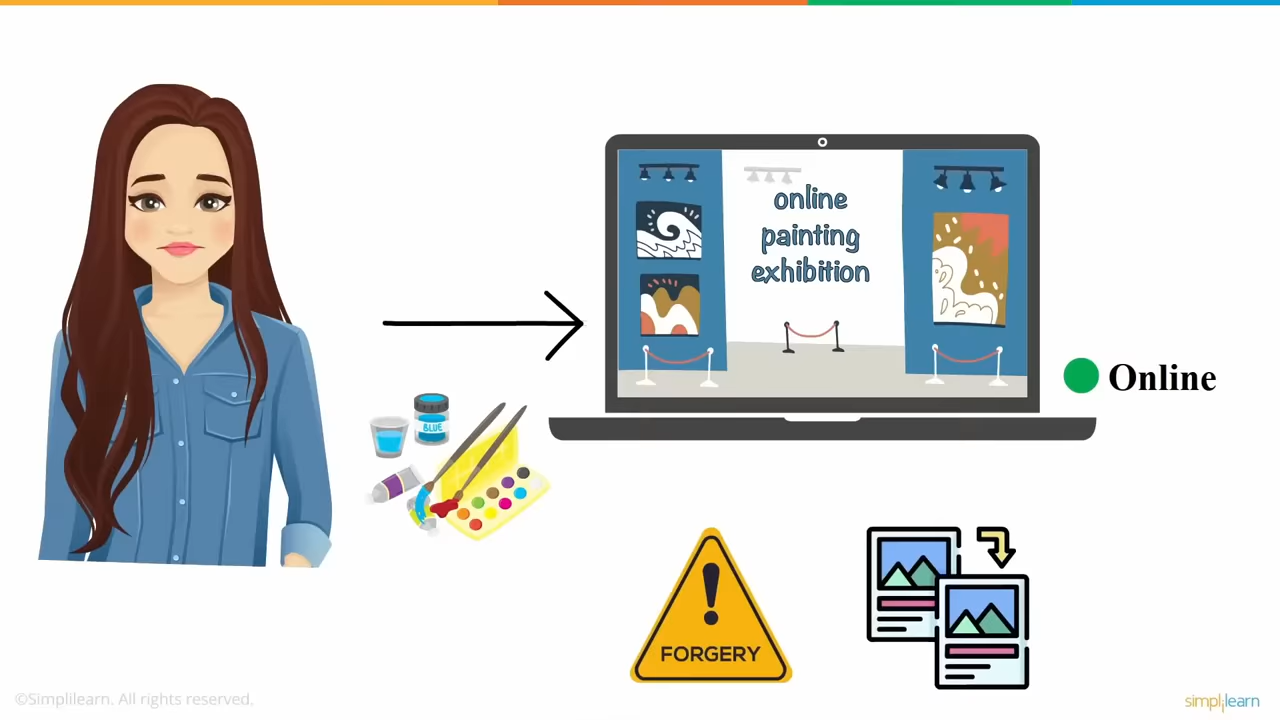 online
painting
exhibition
Online
BLUE
FORGERY
©Simplilearn. All rights reserved.
simplilearn